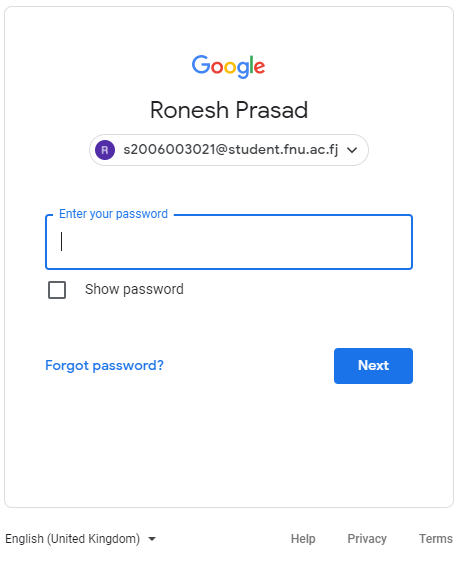 Google
Ronesh Prasad
R s2006003021@student.fnu.ac.fj
Enter your password
Show password
Forgot password? Next
English (United Kingdom) Help Privacy Terms